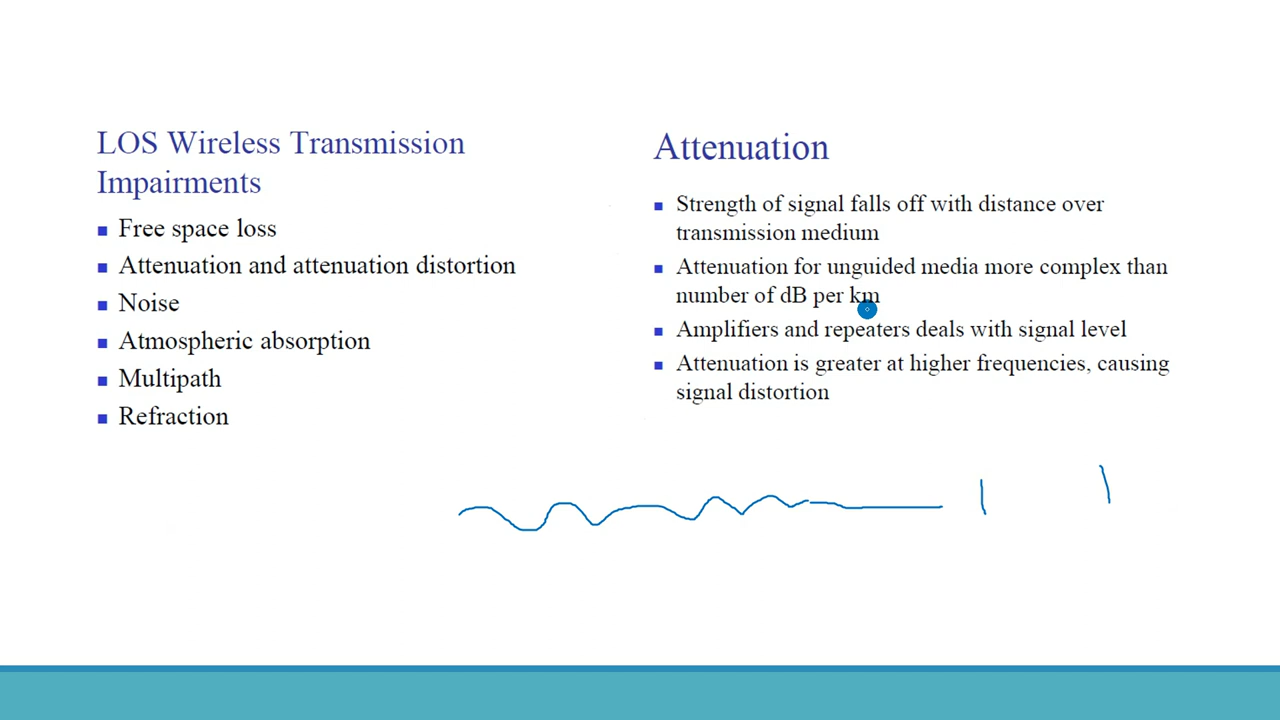 LOS Wireless Transmission
Impairments
Free space loss
Attenuation and attenuation distortion
Noise
Atmospheric absorption
Multipath
Refraction
Attenuation
Strength of signal falls off with distance over
transmission medium
Attenuation for unguided media more complex than
number of dB per km
Amplifiers and repeaters deals with signal level
Attenuation is greater at higher frequencies, causing
signal distortion